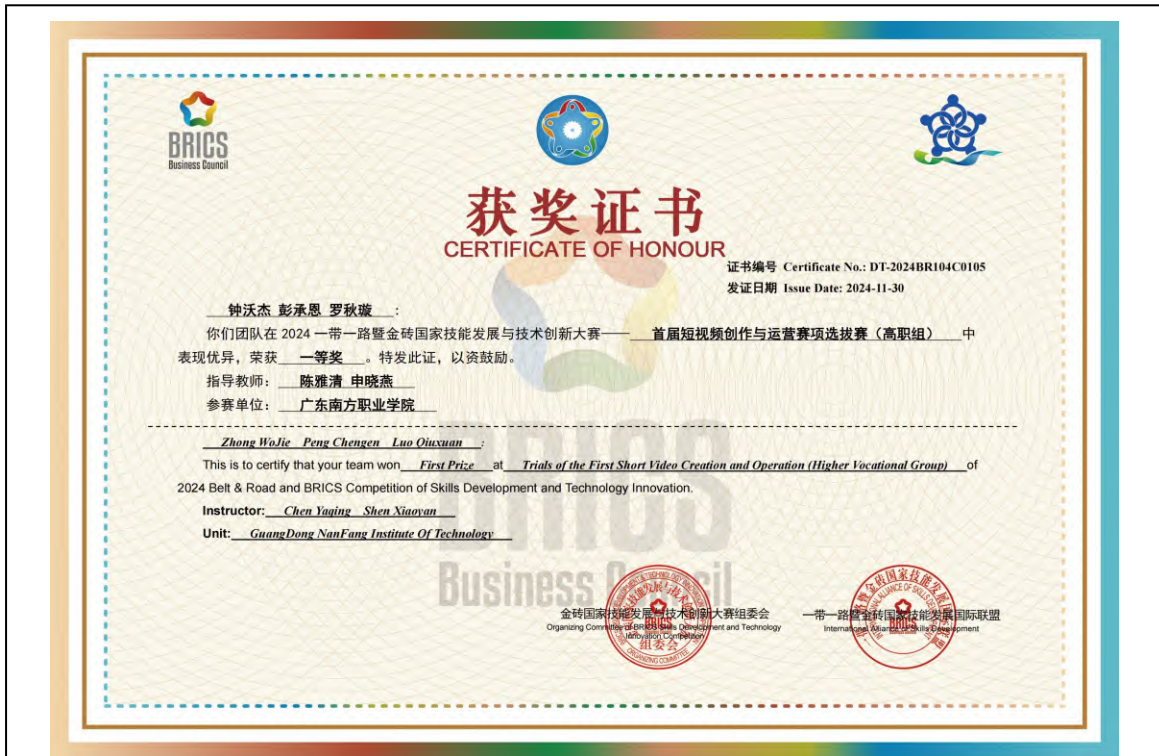 BRICS
Business Council
获奖证书
CERTIFICATE OF HONOUR
证书编号 Certificate No.: DT-2024BR104C0105
发证日期 Issue Date: 2024-11-30
钟沃杰 彭承恩 罗秋璇 :
你们团队在 2024 一带一路暨金砖国家技能发展与技术创新大赛—— 首届短视频创作与运营赛项选拔赛（高职组） 中
表现优异，荣获 一等奖 。特发此证，以资鼓励。
指导教师： 陈雅清 申晓燕
参赛单位： 广东南方职业学院
Zhong WoJie Peng Chengen Luo Qiuxuan :
This is to certify that your team won First Prize at Trials of the First Short Video Creation and Operation (Higher Vocational Group) of
2024 Belt & Road and BRICS Competition of Skills Development and Technology Innovation.
Instructor: Chen Yaqing Shen Xiaoyan
Unit: GuangDong NanFang Institute Of Technology
BRICS
Business Council
金砖国家技能发展与技术创新大赛组委会
Organizing Committee of BRICS Skills Development and Technology
Innovation Competition
组委会
ORGANIZING COMMITTEE
一带一路暨金砖国家技能发展国际联盟
International Alliance of Skills Development